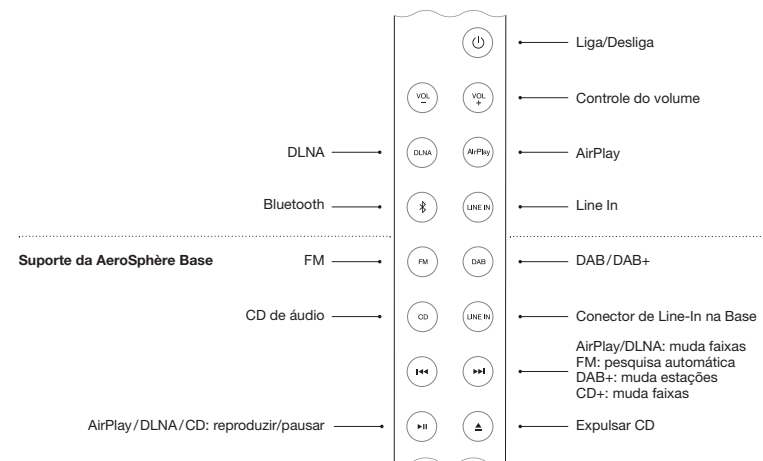 Liga/Desliga
VOL
−
VOL
+
Controle do volume
DLNA
DLNA
AirPlay
AirPlay
Bluetooth
LINE IN
Line In
Suporte da AeroSphère Base
FM
FM
DAB
DAB/DAB+
CD de áudio
CD
LINE IN
Conector de Line-In na Base
AirPlay/DLNA: muda faixas
FM: pesquisa automática
DAB+: muda estações
CD+: muda faixas
AirPlay/DLNA/CD: reproduzir/pausar
Expulsar CD